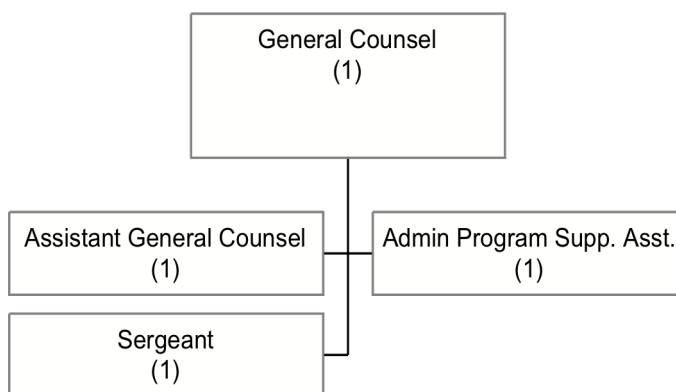 General Counsel
(1)
Assistant General Counsel
(1)
Admin Program Supp. Asst.
(1)
Sergeant
(1)